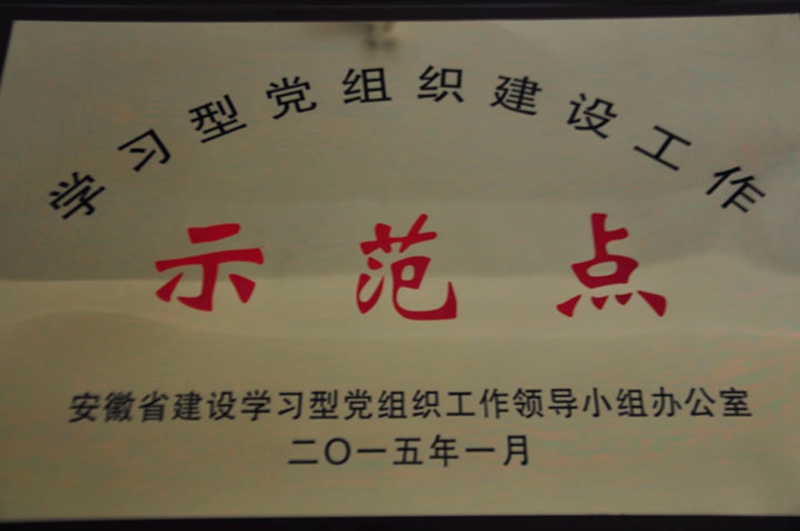 学习型党组织建设工作
示范点
安徽省建设学习型党组织工作领导小组办公室
二〇一五年一月